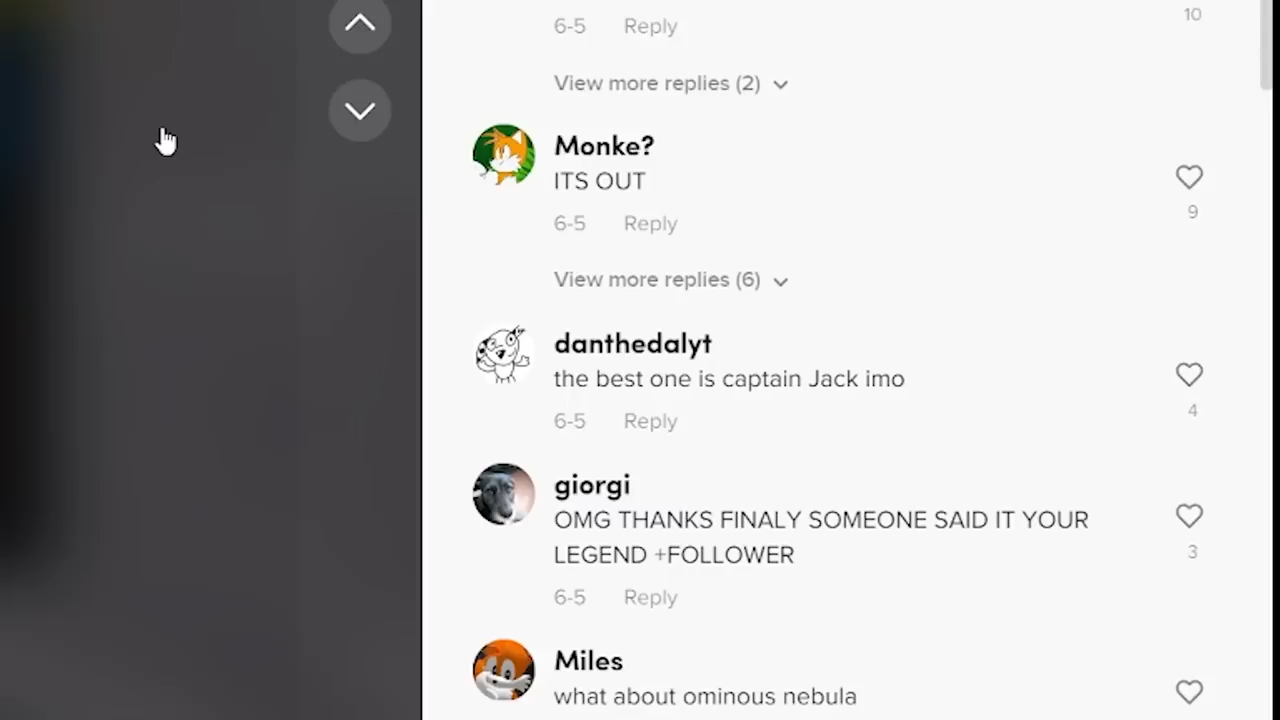 10
6-5 Reply
View more replies (2)
Monke?
ITS OUT
9
6-5 Reply
View more replies (6)
danthedalyt
the best one is captain Jack imo
4
6-5 Reply
giorgi
OMG THANKS FINALY SOMEONE SAID IT YOUR
LEGEND +FOLLOWER
3
6-5 Reply
Miles
what about ominous nebula